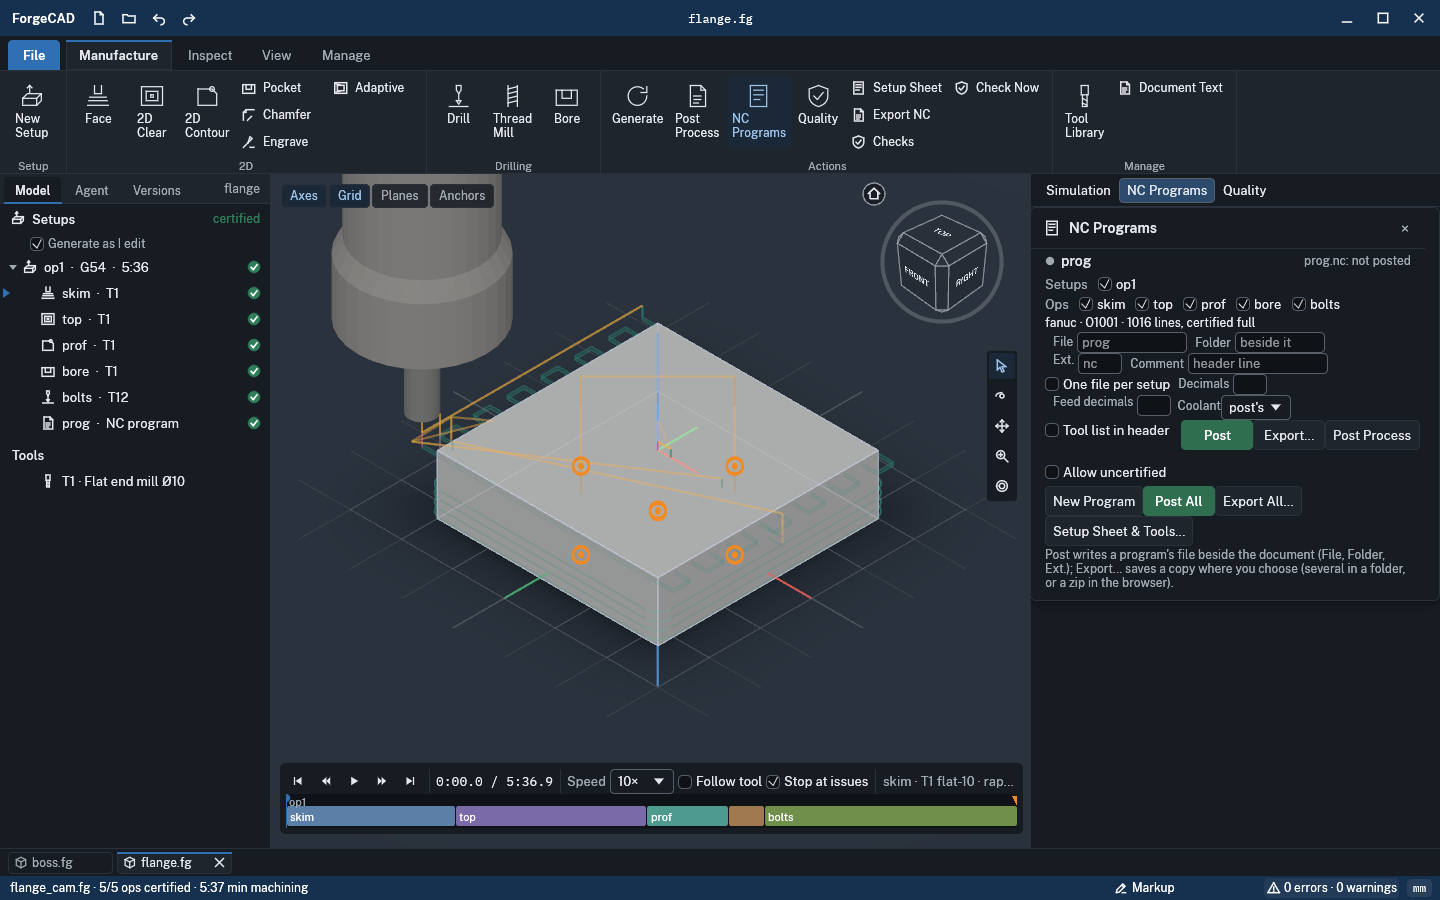 ForgeCAD
flange.fg
File
Manufacture
Inspect
View
Manage
New Setup
Face
2D Clear
2D Contour
Pocket
Chamfer
Engrave
Adaptive
Drill
Thread Mill
Bore
Generate
Post Process
NC Programs
Quality
Setup Sheet
Export NC
Checks
Check Now
Tool Library
Document Text
Setup
2D
Drilling
Actions
Manage
Model
Agent
Versions
flange
Setups
certified
Generate as I edit
op1 · G54 · 5:36
skim · T1
top · T1
prof · T1
bore · T1
bolts · T12
prog · NC program
Tools
T1 · Flat end mill Ø10
Axes
Grid
Planes
Anchors
TOP
FRONT
RIGHT
0:00.0 / 5:36.9
Speed
10×
Follow tool
Stop at issues
skim · T1 flat-10 · rap...
op1
skim
top
prof
bolts
Simulation
NC Programs
Quality
NC Programs
×
prog
prog.nc: not posted
Setups
op1
Ops
skim
top
prof
bore
bolts
fanuc · O1001 · 1016 lines, certified full
File
prog
Folder
beside it
Ext.
nc
Comment
header line
One file per setup
Decimals
Feed decimals
Coolant
post's
Tool list in header
Post
Export...
Post Process
Allow uncertified
New Program
Post All
Export All...
Setup Sheet & Tools...
Post writes a program's file beside the document (File, Folder,
Ext.); Export... saves a copy where you choose (several in a folder,
or a zip in the browser).
boss.fg
flange.fg
flange_cam.fg · 5/5 ops certified · 5:37 min machining
Markup
0 errors · 0 warnings
mm